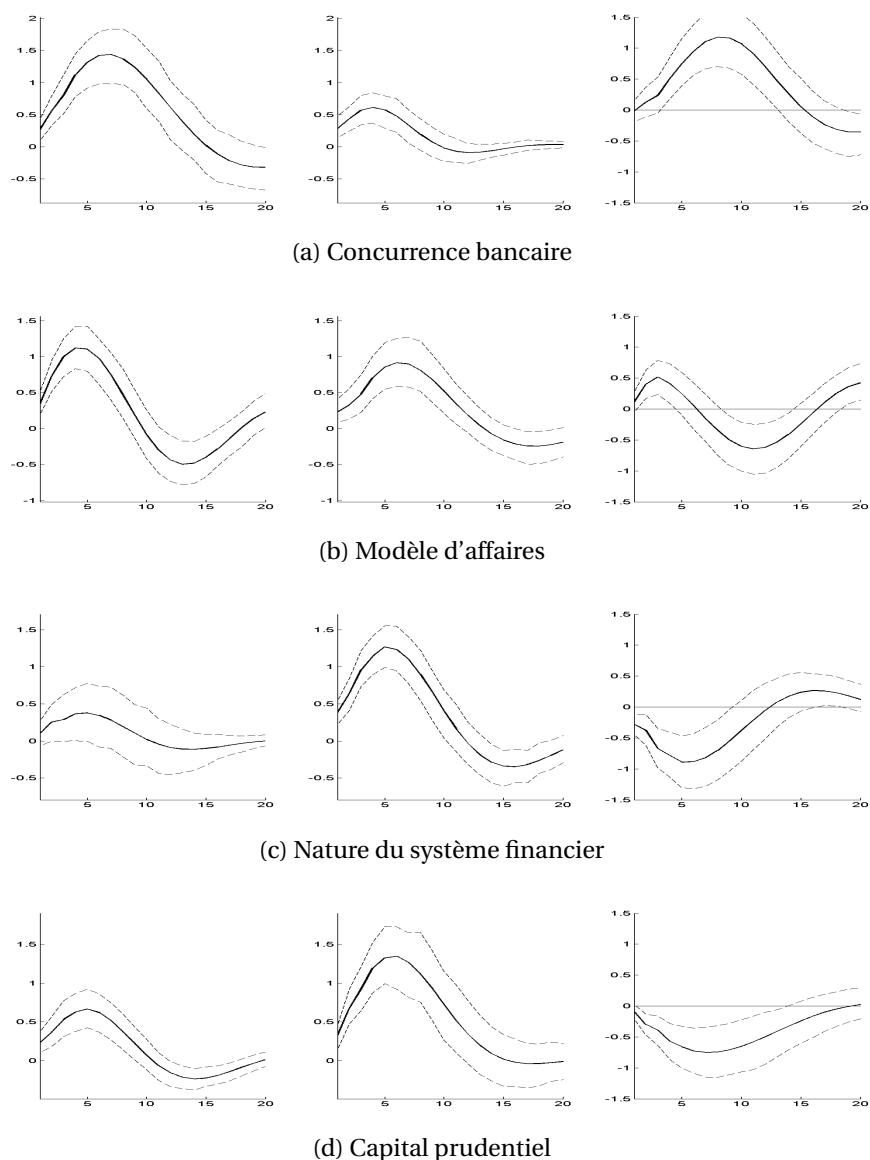 2 2 1.5
1.5 1.5 1
1 1 0.5
0.5 0.5 0
0 0 -0.5
-0.5 -0.5 -1
-1.5
5 10 15 20 5 10 15 20 5 10 15 20
(a) Concurrence bancaire
1.5 1.5 1.5
1 1 1
0.5 0.5 0.5
0 0 0
-0.5 -0.5 -0.5
-1 -1 -1
-1.5
5 10 15 20 5 10 15 20 5 10 15 20
(b) Modèle d'affaires
1.5 1.5 1.5
1 1 1
0.5 0.5 0.5
0 0 0
-0.5 -0.5 -0.5
-1
-1.5
5 10 15 20 5 10 15 20 5 10 15 20
(c) Nature du système financier
1.5 1.5 1.5
1 1 1
0.5 0.5 0.5
0 0 0
-0.5
-1
-1.5
5 10 15 20 5 10 15 20 5 10 15 20
(d) Capital prudentiel